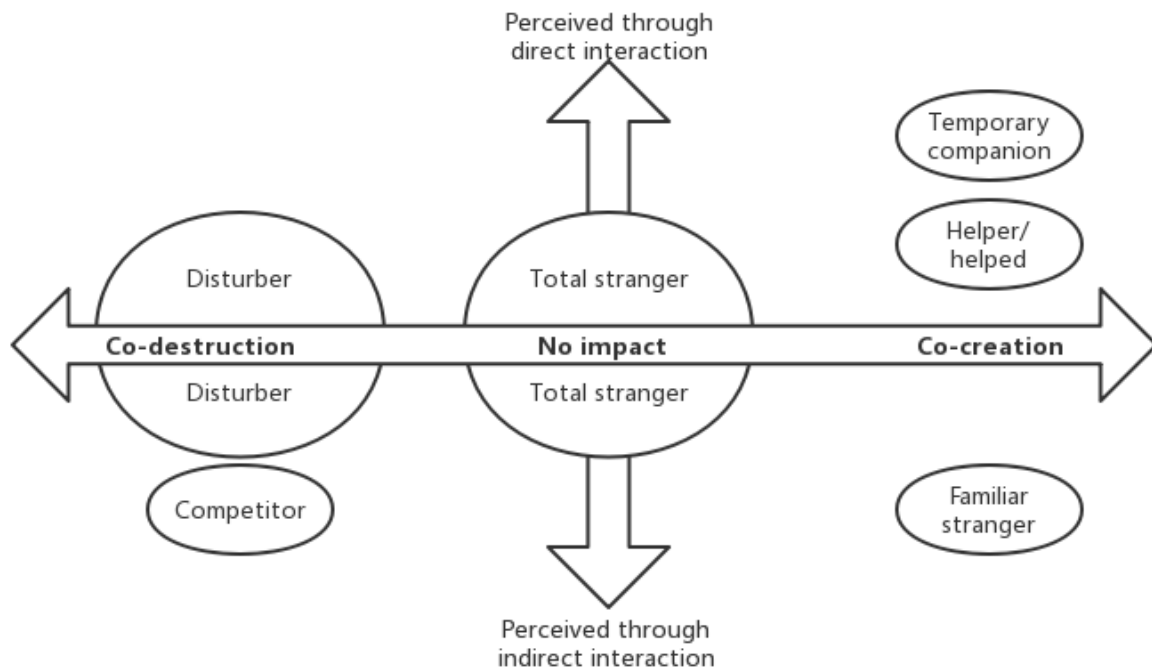 Perceived through
direct interaction
Temporary
companion
Helper/
helped
Disturber
Total stranger
Co-destruction
No impact
Co-creation
Disturber
Total stranger
Competitor
Familiar
stranger
Perceived through
indirect interaction